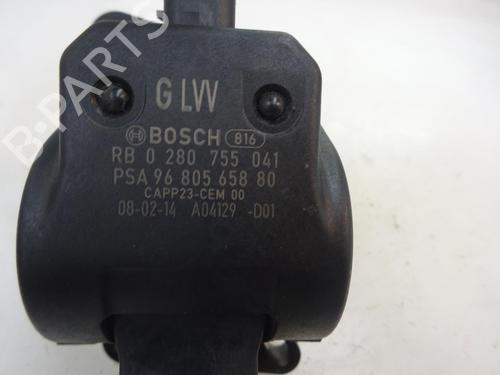 B-PARTS
G LVV
BOSCH 816
RB 0 280 755 041
PSA 96 805 658 80
CAPP23-CEM 00
08-02-14 A04129 -D01